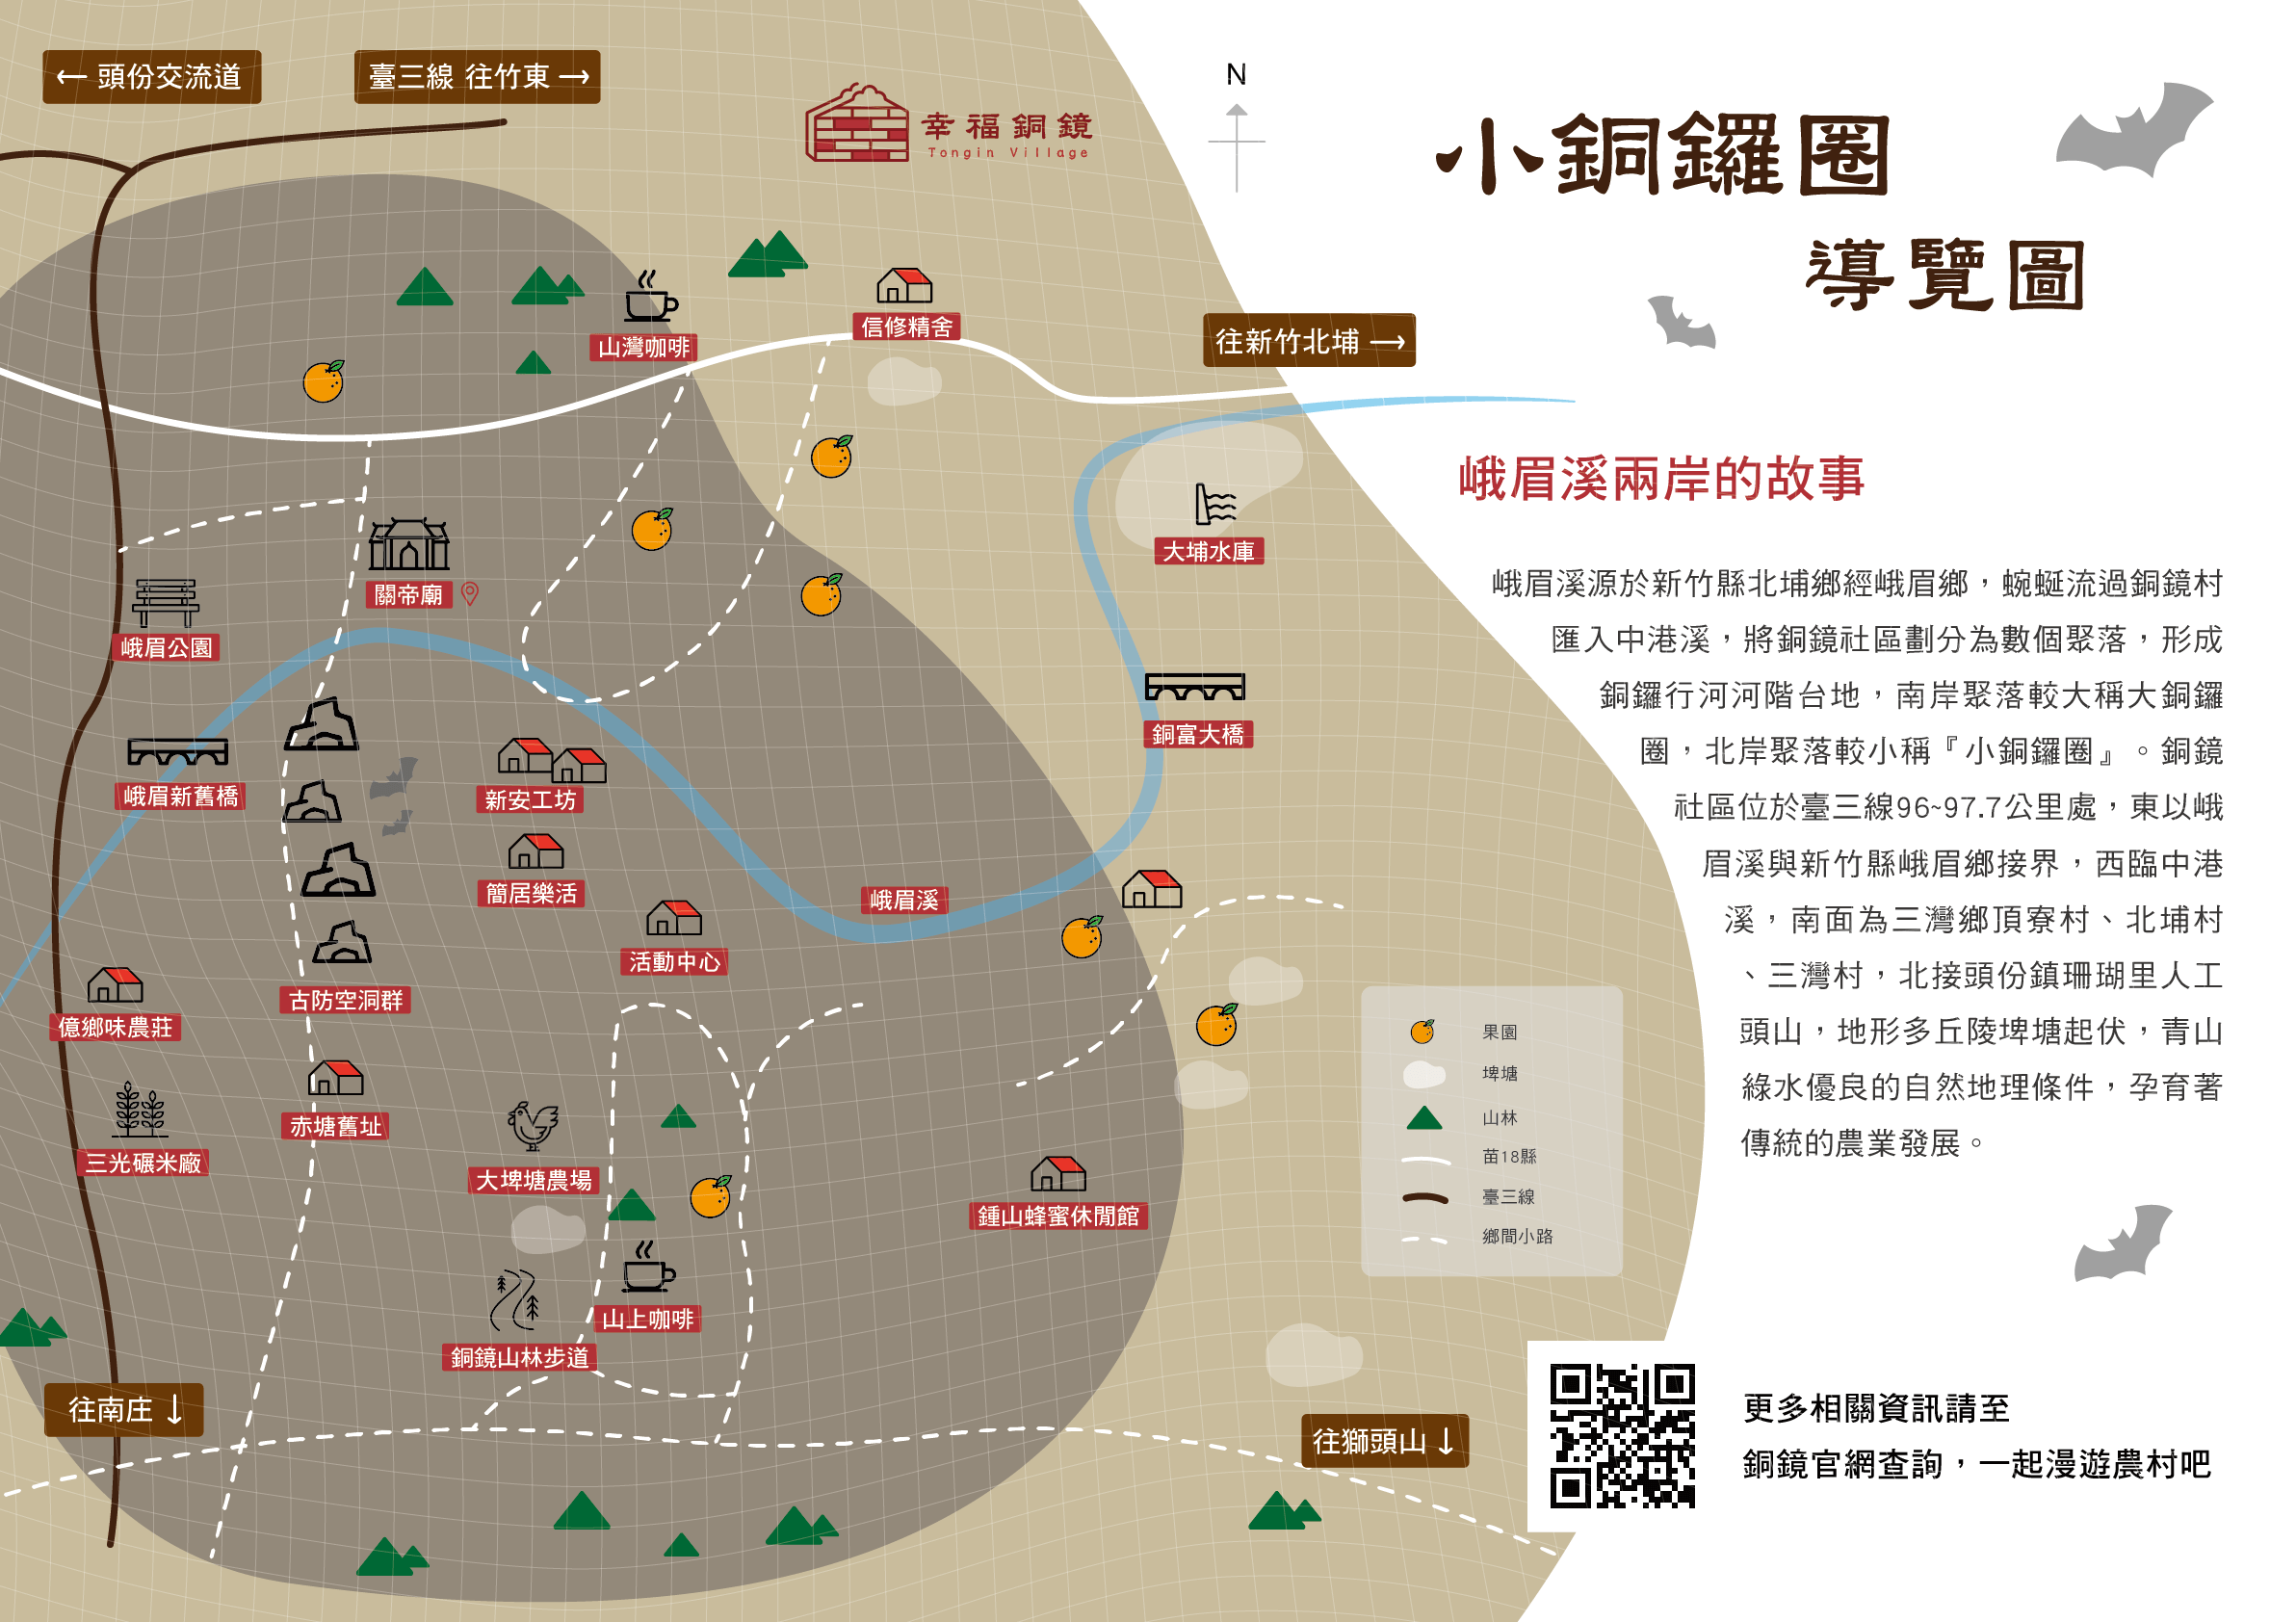 ← 頭份交流道
臺三線 往竹東 →
幸福銅鏡
Tongin Village
N
小銅鑼圈
導覽圖
信修精舍
山灣咖啡
往新竹北埔 →
峨眉溪兩岸的故事
大埔水庫
關帝廟
峨眉公園
峨眉溪源於新竹縣北埔鄉經峨眉鄉，蜿蜒流過銅鏡村
匯入中港溪，將銅鏡社區劃分為數個聚落，形成
銅鑼行河河階台地，南岸聚落較大稱大銅鑼
圈，北岸聚落較小稱『小銅鑼圈』。銅鏡
社區位於臺三線96~97.7公里處，東以峨
眉溪與新竹縣峨眉鄉接界，西臨中港
溪，南面為三灣鄉頂寮村、北埔村
、三灣村，北接頭份鎮珊瑚里人工
頭山，地形多丘陵埤塘起伏，青山
綠水優良的自然地理條件，孕育著
傳統的農業發展。
銅富大橋
峨眉新舊橋
新安工坊
簡居樂活
峨眉溪
活動中心
古防空洞群
億鄉味農莊
赤塘舊址
三光碾米廠
大埤塘農場
鍾山蜂蜜休閒館
山上咖啡
銅鏡山林步道
果園
埤塘
山林
苗18縣
臺三線
鄉間小路
往南庄 ↓
往獅頭山 ↓
更多相關資訊請至
銅鏡官網查詢，一起漫遊農村吧